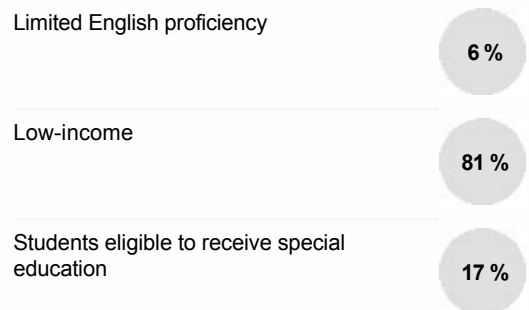 Limited English proficiency
6 %
Low-income
81 %
Students eligible to receive special
education
17 %